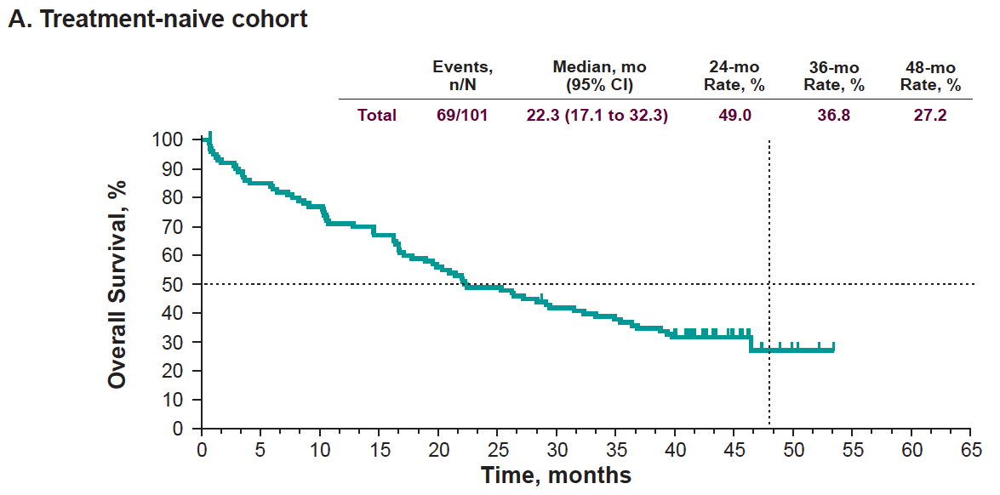 A. Treatment-naive cohort
Events, n/N Median, mo (95% CI) 24-mo Rate, % 36-mo Rate, % 48-mo Rate, %
Total 69/101 22.3 (17.1 to 32.3) 49.0 36.8 27.2
Overall Survival, %
100
90
80
70
60
50
40
30
20
10
0
0 5 10 15 20 25 30 35 40 45 50 55 60 65
Time, months